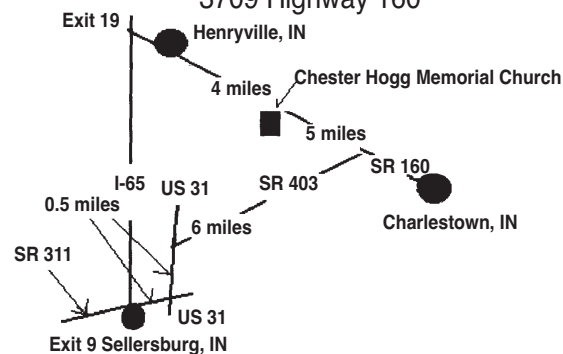 3709 Highway 160
Exit 19
Henryville, IN
4 miles
Chester Hogg Memorial Church
5 miles
SR 160
I-65
US 31
SR 403
0.5 miles
Charlestown, IN
6 miles
SR 311
US 31
Exit 9 Sellersburg, IN